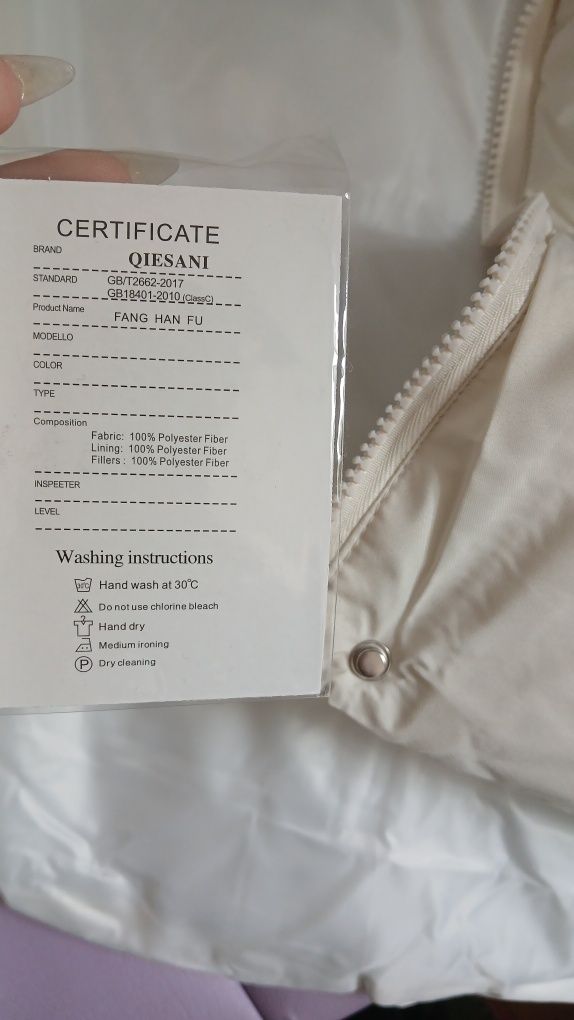 CERTIFICATE
BRAND
QIESANI
STANDARD GB/T2662-2017
GB18401-2010 (ClassC)
Product Name FANG HAN FU
MODELLO
COLOR
TYPE
Composition
Fabric: 100% Polyester Fiber
Lining: 100% Polyester Fiber
Fillers : 100% Polyester Fiber
INSPEETER
LEVEL
Washing instructions
30°C Hand wash at 30°C
Do not use chlorine bleach
Hand dry
Medium ironing
P Dry cleaning